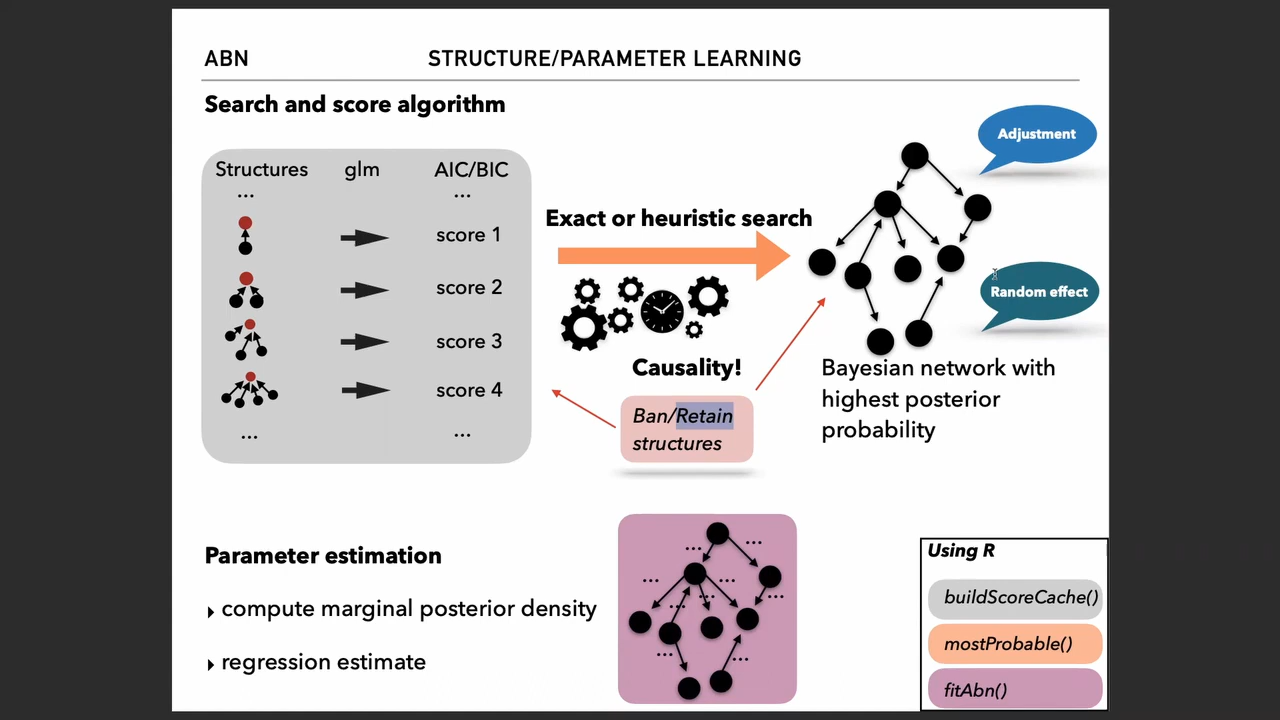 ABN STRUCTURE/PARAMETER LEARNING
Search and score algorithm
Structures glm AIC/BIC
... ...
score 1
score 2
score 3
score 4
... ...
Exact or heuristic search
Causality!
Ban/Retain
structures
Adjustment
Random effect
Bayesian network with
highest posterior
probability
Parameter estimation
compute marginal posterior density
regression estimate
... ...
... ...
... ... ...
... ...
Using R
buildScoreCache()
mostProbable()
fitAbn()